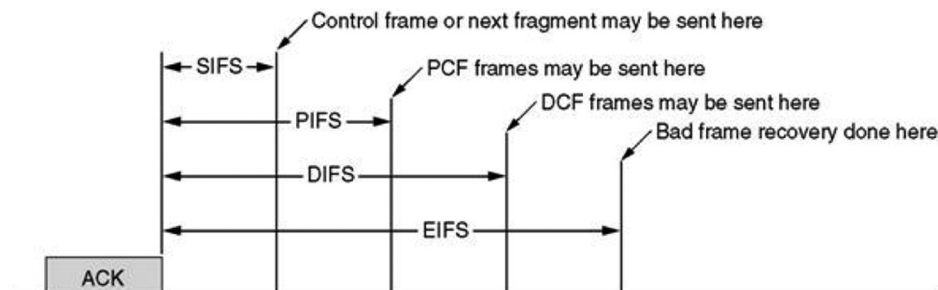 Control frame or next fragment may be sent here
SIFS
PCF frames may be sent here
PIFS
DCF frames may be sent here
Bad frame recovery done here
DIFS
EIFS
ACK